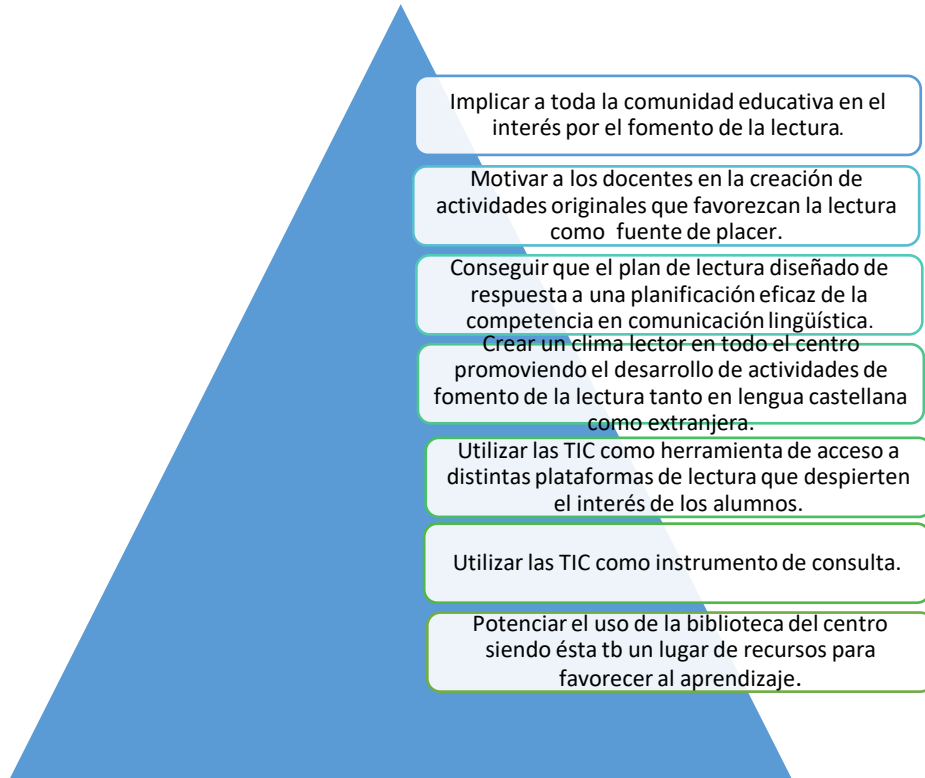 Implicar a toda la comunidad educativa en el
interés por el fomento de la lectura.
Motivar a los docentes en la creación de
actividades originales que favorezcan la lectura
como fuente de placer.
Conseguir que el plan de lectura diseñado de
respuesta a una planificación eficaz de la
competencia en comunicación lingüística.
Crear un clima lector en todo el centro
promoviendo el desarrollo de actividades de
fomento de la lectura tanto en lengua castellana
como extranjera.
Utilizar las TIC como herramienta de acceso a
distintas plataformas de lectura que despierten
el interés de los alumnos.
Utilizar las TIC como instrumento de consulta.
Potenciar el uso de la biblioteca del centro
siendo ésta tb un lugar de recursos para
favorecer al aprendizaje.